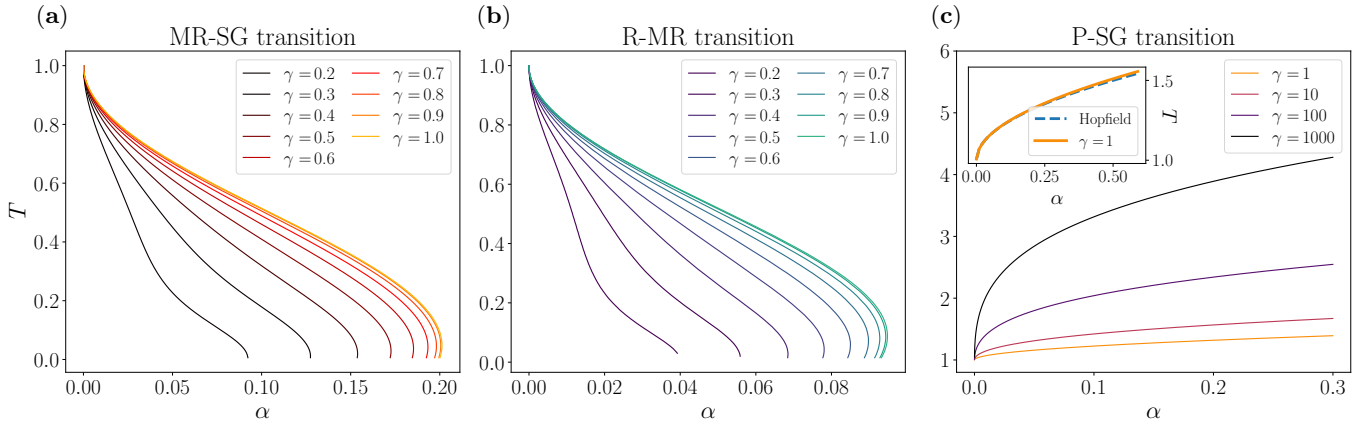 (a)
MR-SG transition
T
1.0
0.8
0.6
0.4
0.2
0.0
0.00
0.05
0.10
0.15
0.20
α
γ = 0.2
γ = 0.3
γ = 0.4
γ = 0.5
γ = 0.6
γ = 0.7
γ = 0.8
γ = 0.9
γ = 1.0
(b)
R-MR transition
1.0
0.8
0.6
0.4
0.2
0.0
0.00
0.02
0.04
0.06
0.08
α
γ = 0.2
γ = 0.3
γ = 0.4
γ = 0.5
γ = 0.6
γ = 0.7
γ = 0.8
γ = 0.9
γ = 1.0
(c)
P-SG transition
6
5
4
3
2
1
0.0
0.1
0.2
0.3
α
Hopfield
γ = 1
1.5
1.0
T
0.00
0.25
0.50
α
γ = 1
γ = 10
γ = 100
γ = 1000